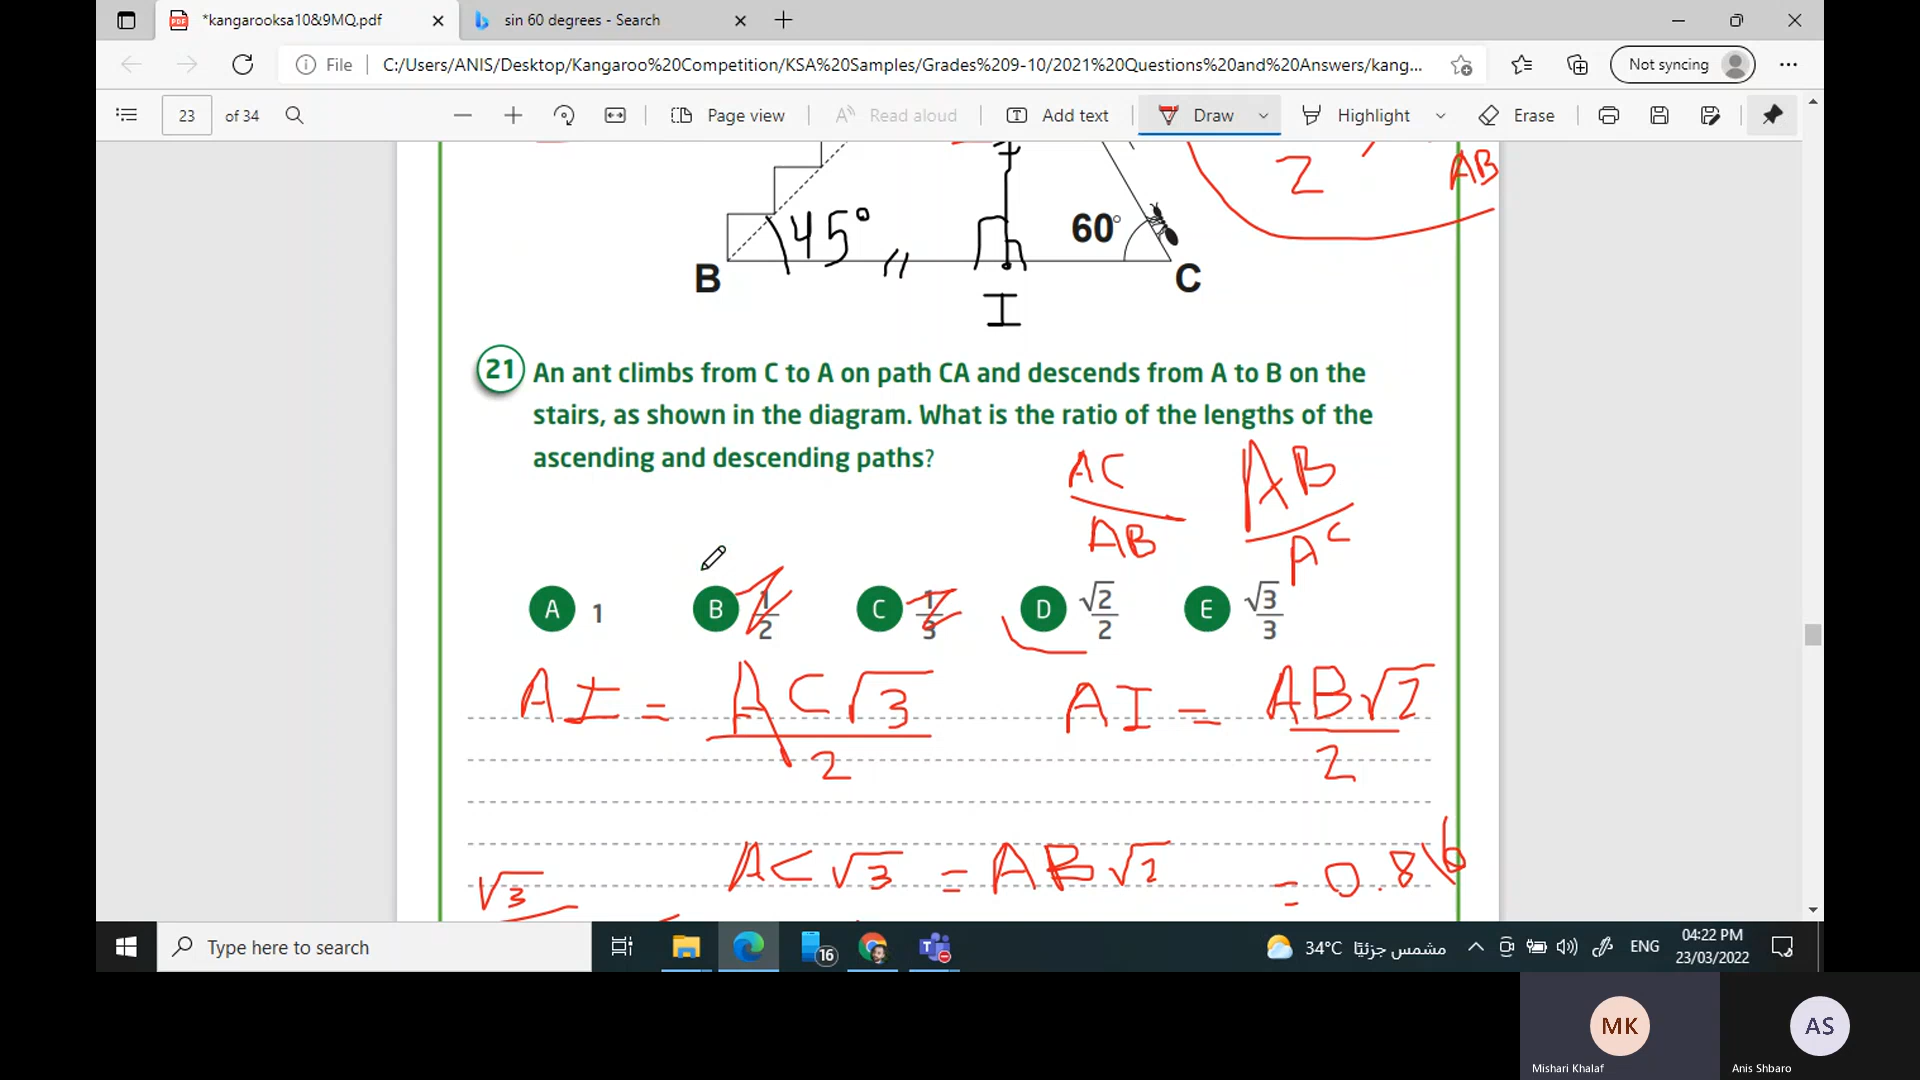 *kangarooksa10&9MQ.pdf
sin 60 degrees - Search
File C:/Users/ANIS/Desktop/Kangaroo%20Competition/KSA%20Samples/Grades%209-10/2021%20Questions%20and%20Answers/kang... Not syncing
23 of 34 Page view Read aloud Add text Draw Highlight Erase
2 AB
45° 60°
B C
I
21 An ant climbs from C to A on path CA and descends from A to B on the
stairs, as shown in the diagram. What is the ratio of the lengths of the
ascending and descending paths?
AC/AB AB/AC
A 1 B 1/2 C 1/3 D √2/2 E √3/3
AI = AC√3/2 AI = AB√2/2
AC√3 = AB√2 = 0.816
√3
Type here to search
16
34°C مشمس جزئيًا ENG 04:22 PM
23/03/2022
MK AS
Mishari Khalaf Anis Shbaro